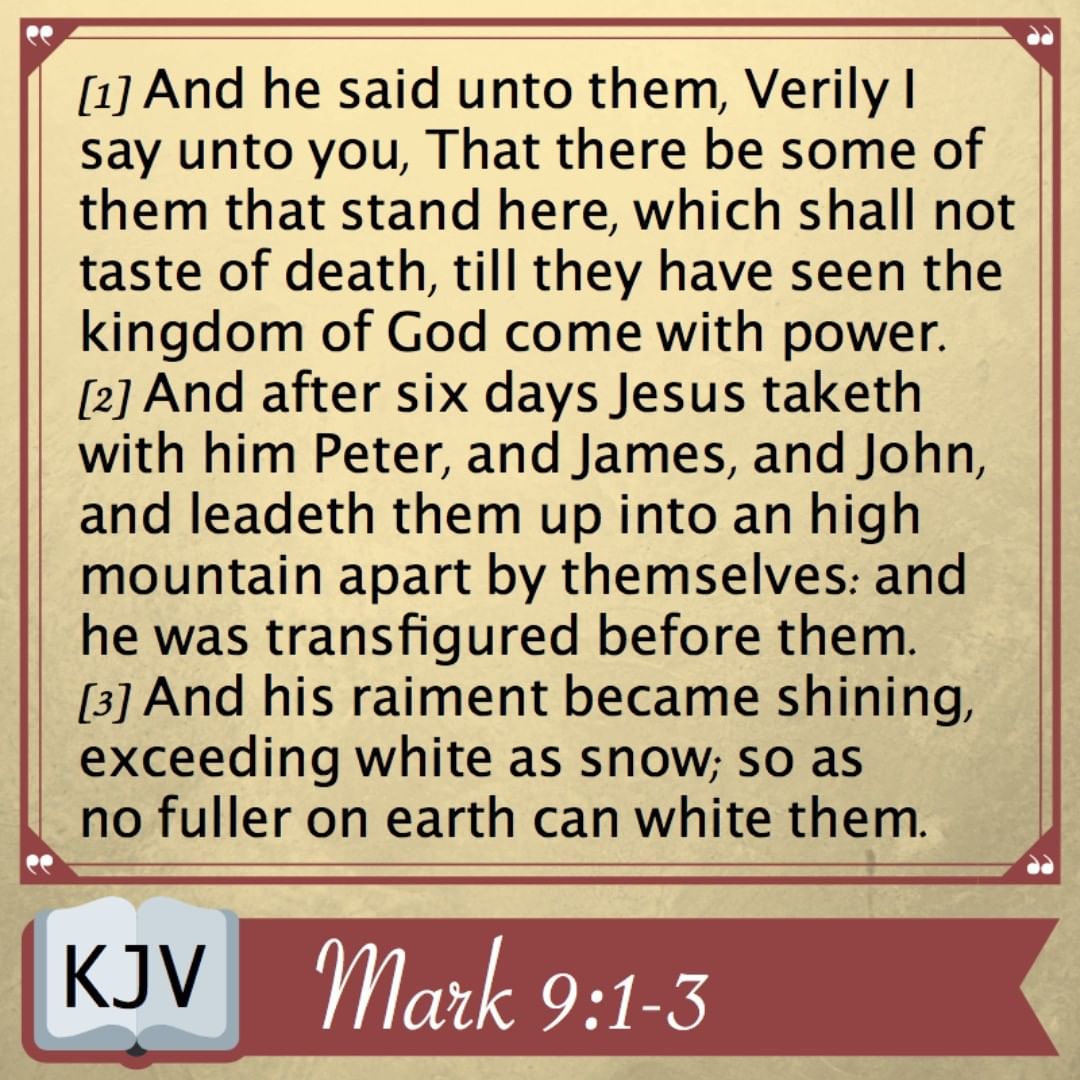 [1] And he said unto them, Verily I
say unto you, That there be some of
them that stand here, which shall not
taste of death, till they have seen the
kingdom of God come with power.
[2] And after six days Jesus taketh
with him Peter, and James, and John,
and leadeth them up into an high
mountain apart by themselves: and
he was transfigured before them.
[3] And his raiment became shining,
exceeding white as snow; so as
no fuller on earth can white them.
KJV
Mark 9:1-3